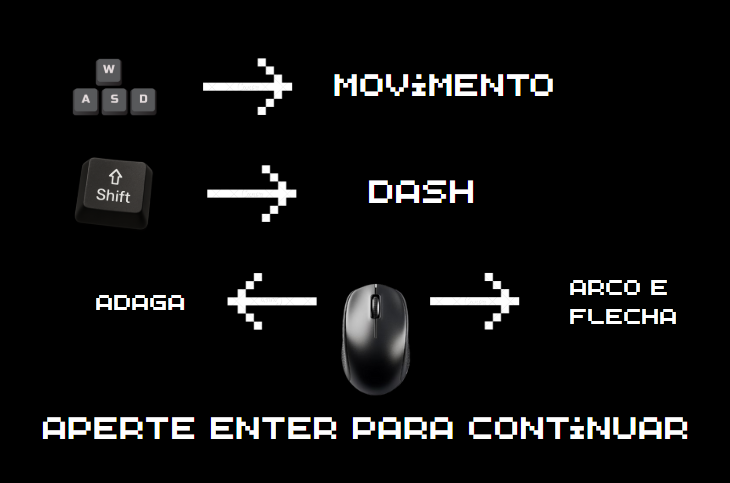 W
A S D
MOViMENTO
Shift
DASH
ADAGA
ARCO E
FLECHA
APERTE ENTER PARA CONTiNUAR